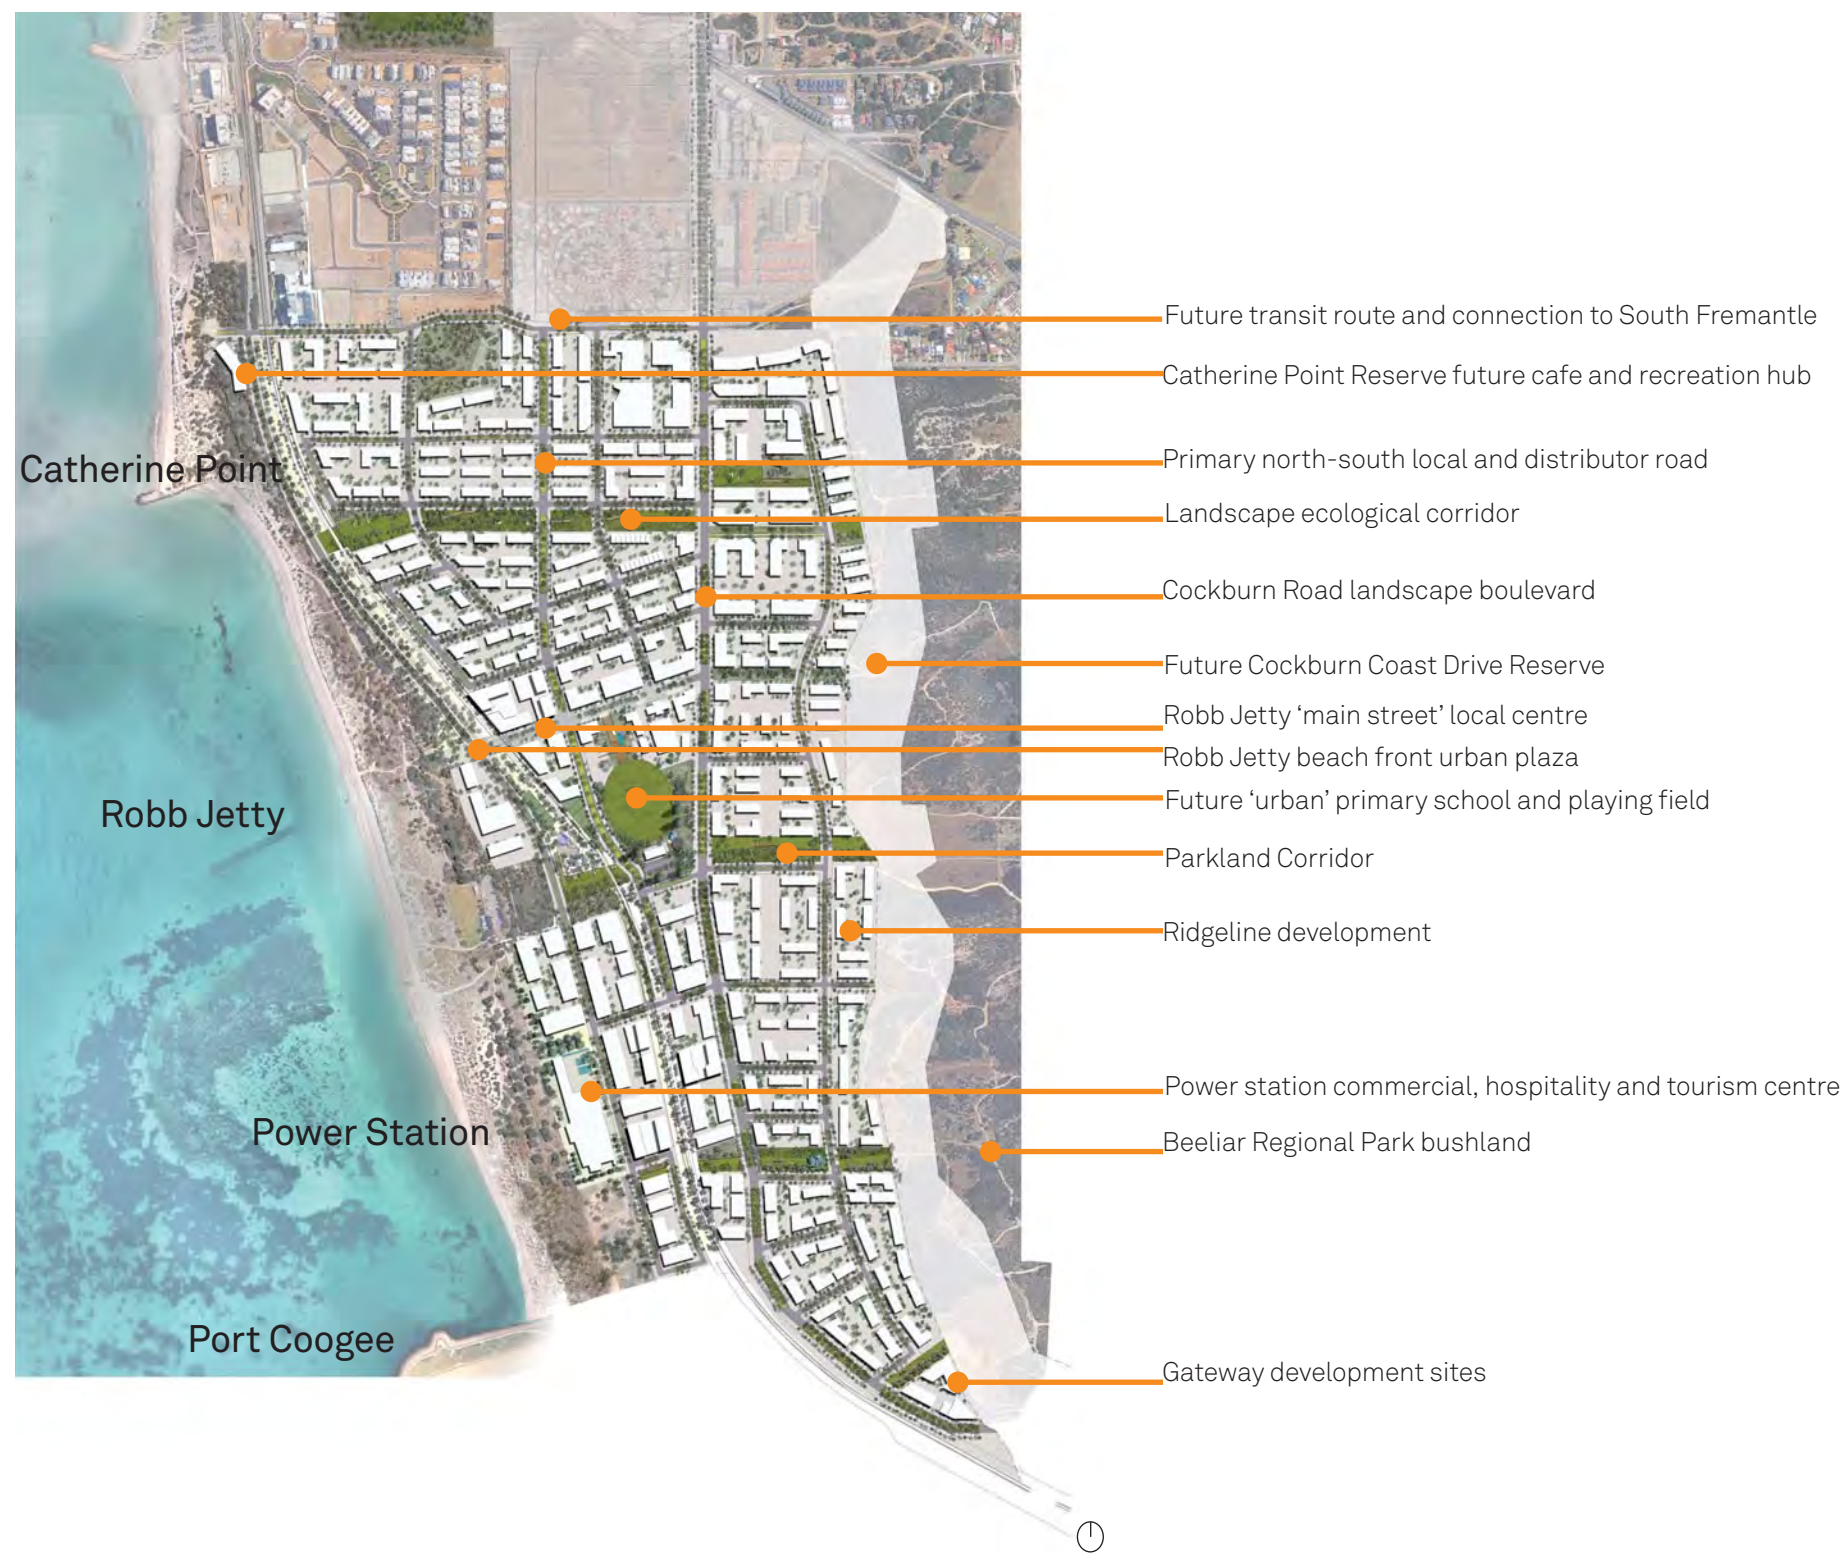 Future transit route and connection to South Fremantle
Catherine Point Reserve future cafe and recreation hub
Catherine Point
Primary north-south local and distributor road
Landscape ecological corridor
Cockburn Road landscape boulevard
Future Cockburn Coast Drive Reserve
Robb Jetty ‘main street’ local centre
Robb Jetty beach front urban plaza
Future ‘urban’ primary school and playing field
Robb Jetty
Parkland Corridor
Ridgeline development
Power station commercial, hospitality and tourism centre
Power Station
Beeliar Regional Park bushland
Port Coogee
Gateway development sites